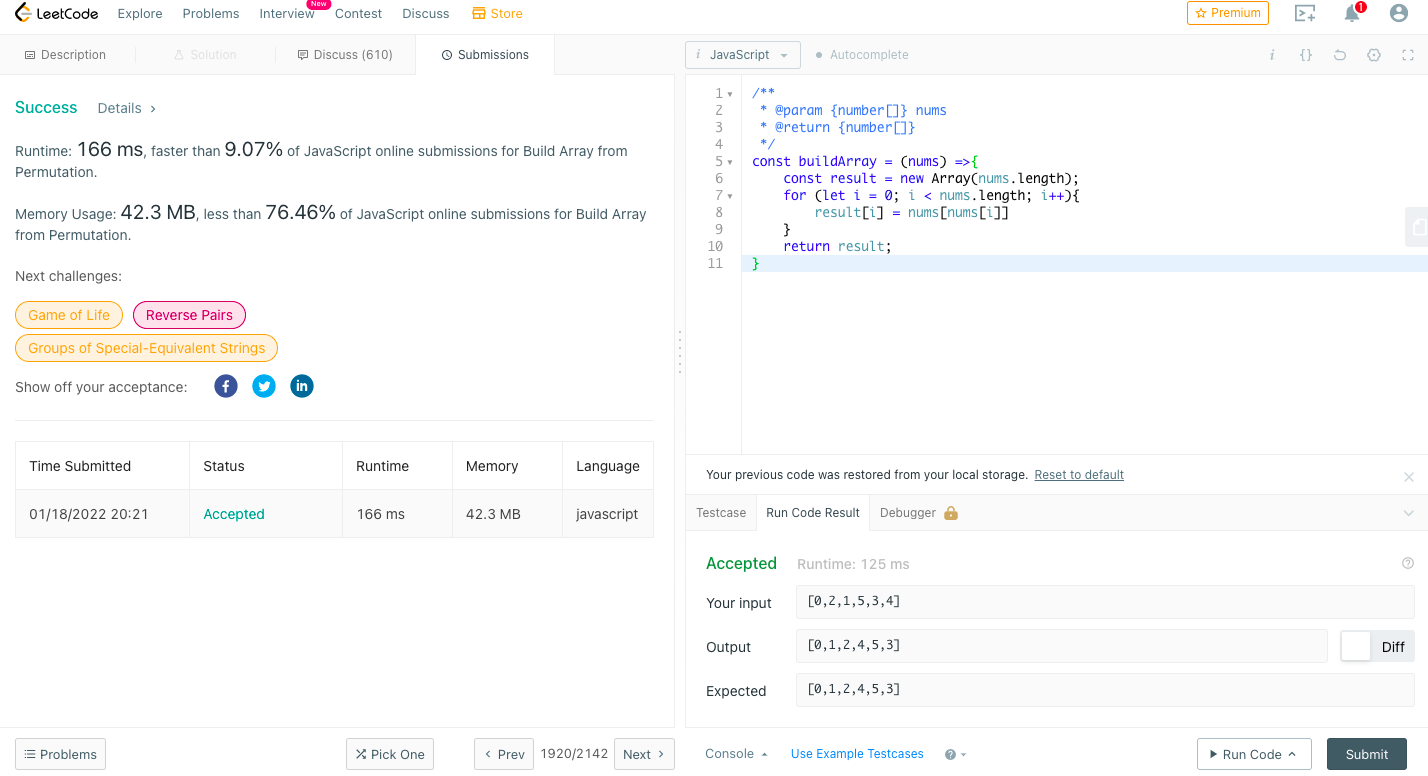 LeetCode Explore Problems Interview New Contest Discuss Store Premium 1
Description Solution Discuss (610) Submissions
i JavaScript Autocomplete i {}
Success Details >
Runtime: 166 ms, faster than 9.07% of JavaScript online submissions for Build Array from
Permutation.
Memory Usage: 42.3 MB, less than 76.46% of JavaScript online submissions for Build Array
from Permutation.
Next challenges:
Game of Life Reverse Pairs
Groups of Special-Equivalent Strings
Show off your acceptance: f in
Time Submitted Status Runtime Memory Language
01/18/2022 20:21 Accepted 166 ms 42.3 MB javascript
1 /**
2 * @param {number[]} nums
3 * @return {number[]}
4 */
5 const buildArray = (nums) =>{
6 const result = new Array(nums.length);
7 for (let i = 0; i < nums.length; i++){
8 result[i] = nums[nums[i]]
9 }
10 return result;
11 }
Your previous code was restored from your local storage. Reset to default
Testcase Run Code Result Debugger
Accepted Runtime: 125 ms ?
Your input [0,2,1,5,3,4]
Output [0,1,2,4,5,3] Diff
Expected [0,1,2,4,5,3]
Problems Pick One < Prev 1920/2142 Next >
Console Use Example Testcases ? Run Code Submit